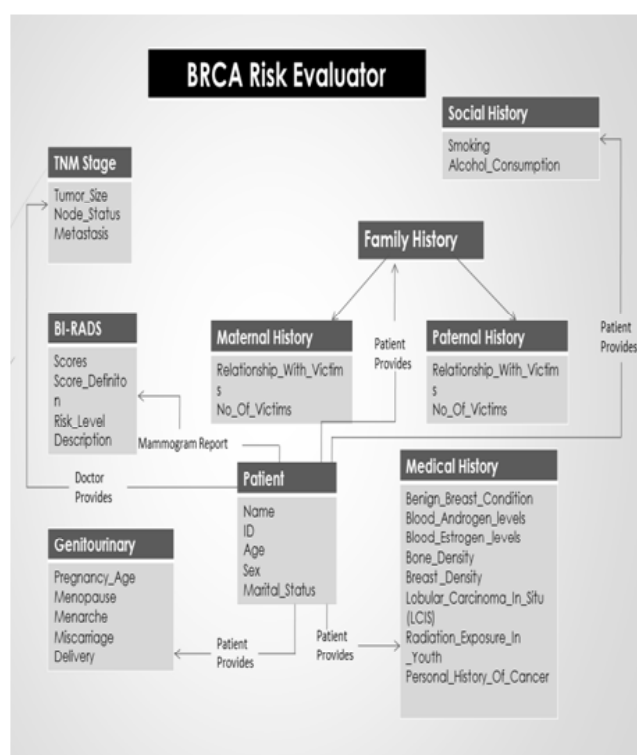 BRCA Risk Evaluator
Social History
Smoking
Alcohol_Consumption
TNM Stage
Tumor_Size
Node_Status
Metastasis
Family History
BI-RADS
Scores
Score_Definito
n
Risk_Level
Description
Maternal History
Relationship_With_Victim
s
No_Of_Victims
Patient
Provides
Paternal History
Relationship_With_Victim
s
No_Of_Victims
Patient
Provides
Mammogram Report
Doctor
Provides
Patient
Name
ID
Age
Sex
Marital_Status
Medical History
Benign_Breast_Condition
Blood_Androgen_levels
Blood_Estrogen_levels
Bone_Density
Breast_Density
Lobular_Carcinoma_In_Situ
(LCIS)
Radiation_Exposure_In
_Youth
Personal_History_Of_Cancer
Genitourinary
Pregnancy_Age
Menopause
Menarche
Miscarriage
Delivery
Patient
Provides
Patient
Provides